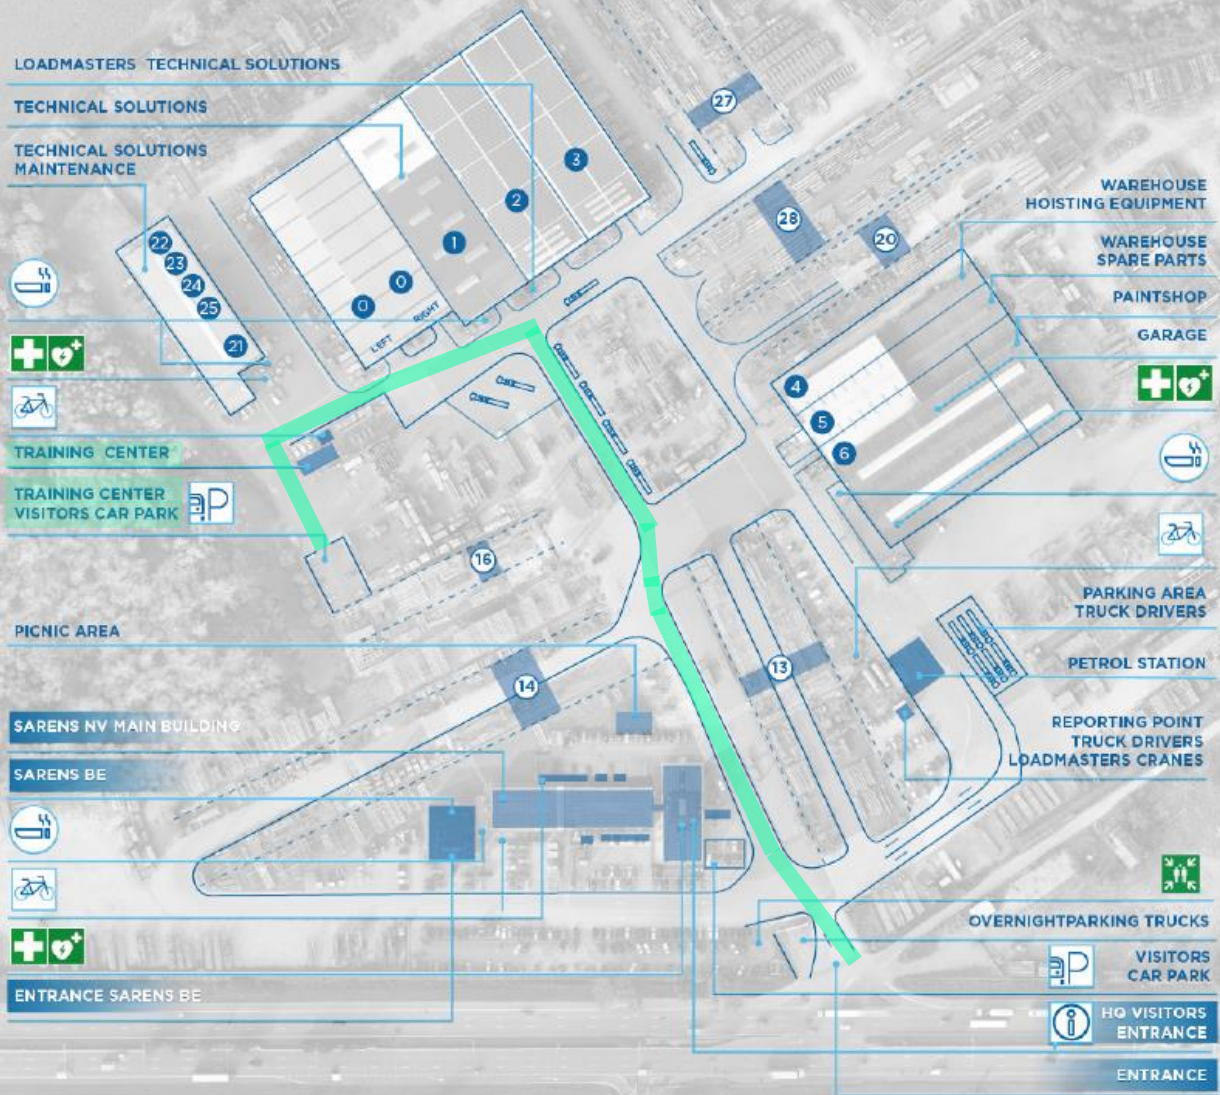 LOADMASTERS TECHNICAL SOLUTIONS
TECHNICAL SOLUTIONS
TECHNICAL SOLUTIONS
MAINTENANCE
27
3
2
1
0
0
LEFT
RIGHT
28
20
22
23
24
25
21
WAREHOUSE
HOISTING EQUIPMENT
WAREHOUSE
SPARE PARTS
PAINTSHOP
GARAGE
4
5
6
TRAINING CENTER
TRAINING CENTER
VISITORS CAR PARK
P
16
PICNIC AREA
14
13
PARKING AREA
TRUCK DRIVERS
PETROL STATION
REPORTING POINT
TRUCK DRIVERS
LOADMASTERS CRANES
SARENS NV MAIN BUILDING
SARENS BE
ENTRANCE SARENS BE
OVERNIGHTPARKING TRUCKS
P
VISITORS
CAR PARK
i
HQ VISITORS
ENTRANCE
ENTRANCE